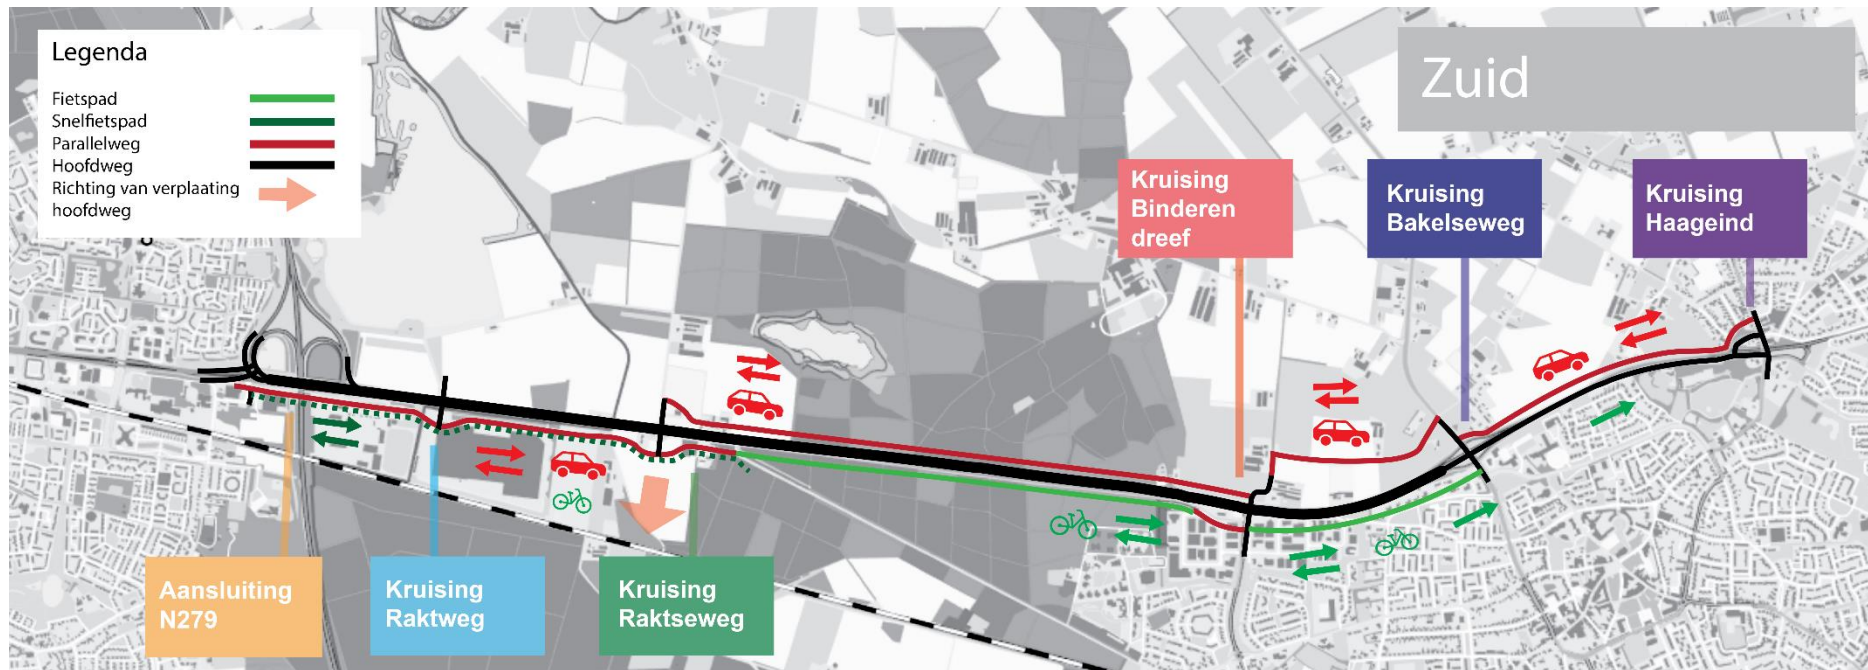 Legenda
Fietspad
Snelfietspad
Parallelweg
Hoofdweg
Richting van verplaating
hoofdweg
Zuid
Kruising
Binderen
dreef
Kruising
Bakelseweg
Kruising
Haageind
Aansluiting
N279
Kruising
Raktweg
Kruising
Raktseweg